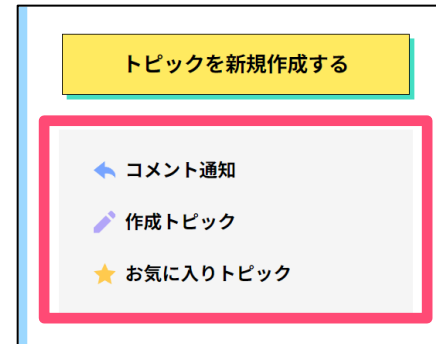 トピックを新規作成する
コメント通知
作成トピック
お気に入りトピック